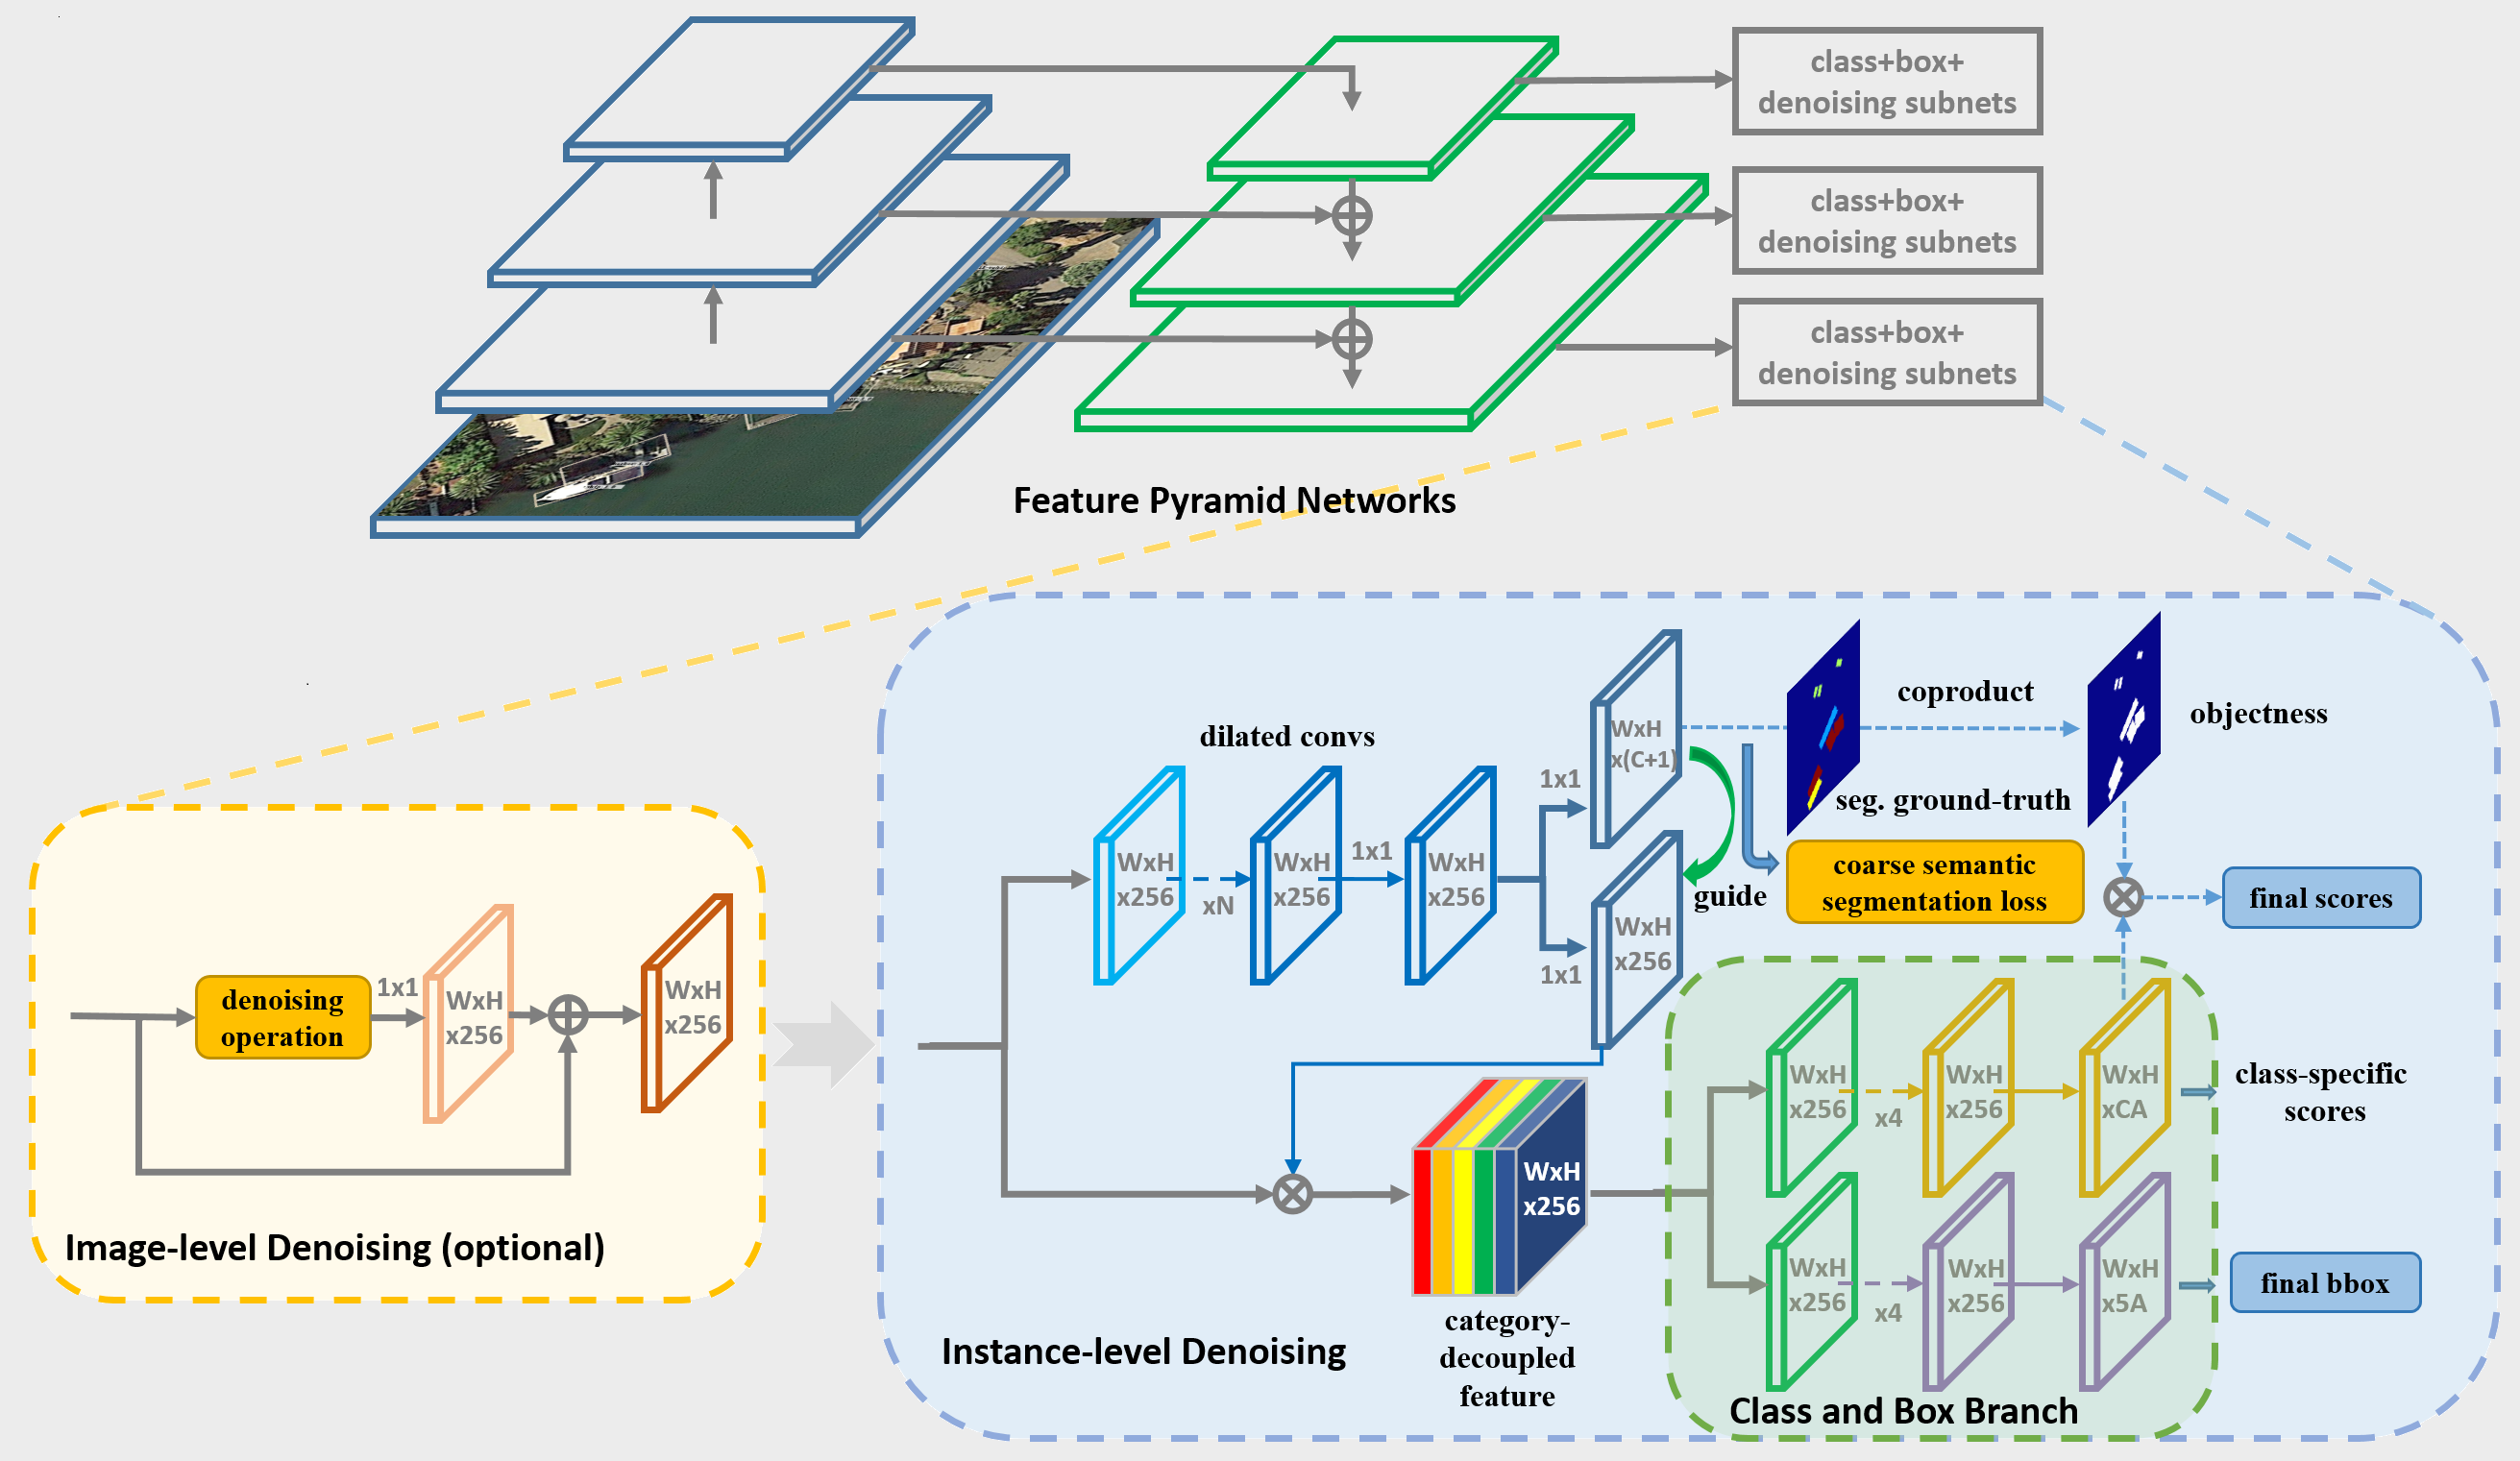 class+box+
denoising subnets
class+box+
denoising subnets
class+box+
denoising subnets
Feature Pyramid Networks
denoising
operation
1x1
WxH
x256
WxH
x256
Image-level Denoising (optional)
dilated convs
WxH
x256
xN
WxH
x256
1x1
WxH
x256
1x1
WxH
x(C+1)
1x1
WxH
x256
guide
coproduct
objectness
seg. ground-truth
coarse semantic
segmentation loss
final scores
WxH
x256
category-
decoupled
feature
Instance-level Denoising
WxH
x256
x4
WxH
x256
WxH
xCA
class-specific
scores
WxH
x256
x4
WxH
x256
WxH
x5A
final bbox
Class and Box Branch